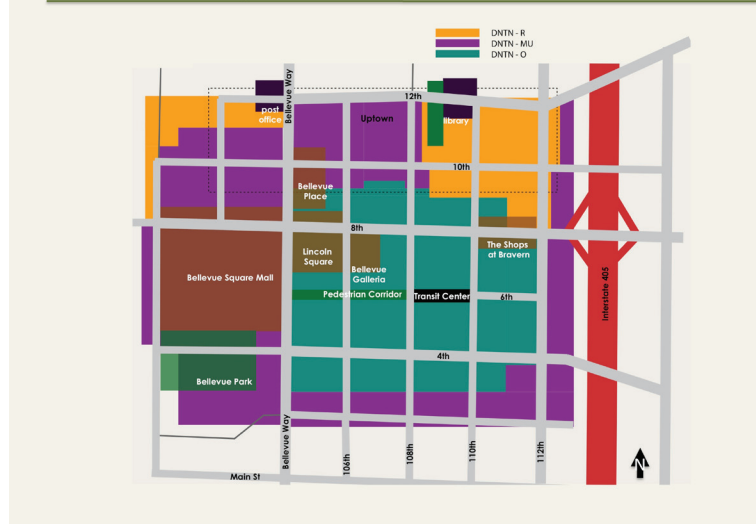 DNTN - R
DNTN - MU
DNTN - O
Bellevue Way
12th
post
office
Uptown
library
10th
Bellevue
Place
8th
Lincoln
Square
The Shops
at Bravern
Bellevue
Galleria
Bellevue Square Mall
Interstate 405
Pedestrian Corridor
Transit Center
6th
4th
Bellevue Park
Bellevue Way
106th
108th
110th
112th
N
Main St